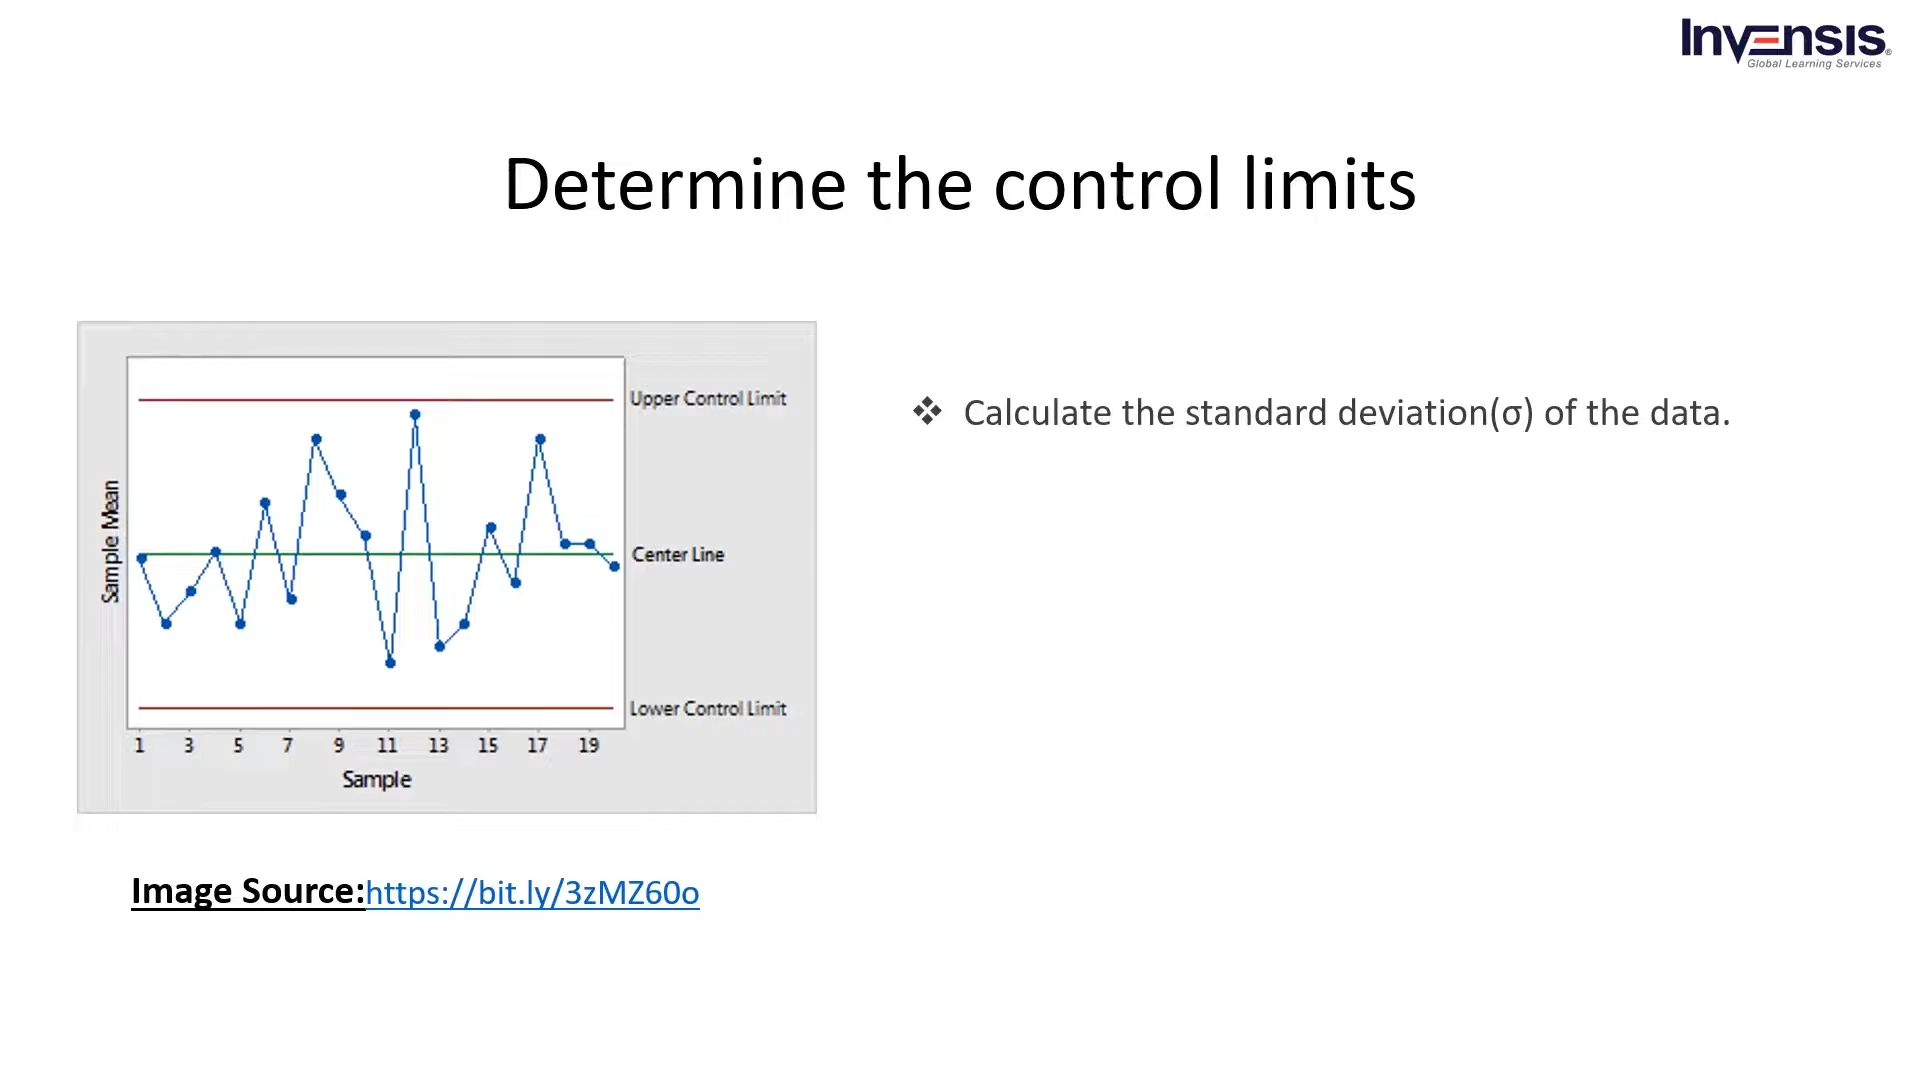 Invensis®
Global Learning Services
Determine the control limits
Upper Control Limit
❖ Calculate the standard deviation(σ) of the data.
Sample Mean
Center Line
Lower Control Limit
1 3 5 7 9 11 13 15 17 19
Sample
Image Source:https://bit.ly/3zMZ60o